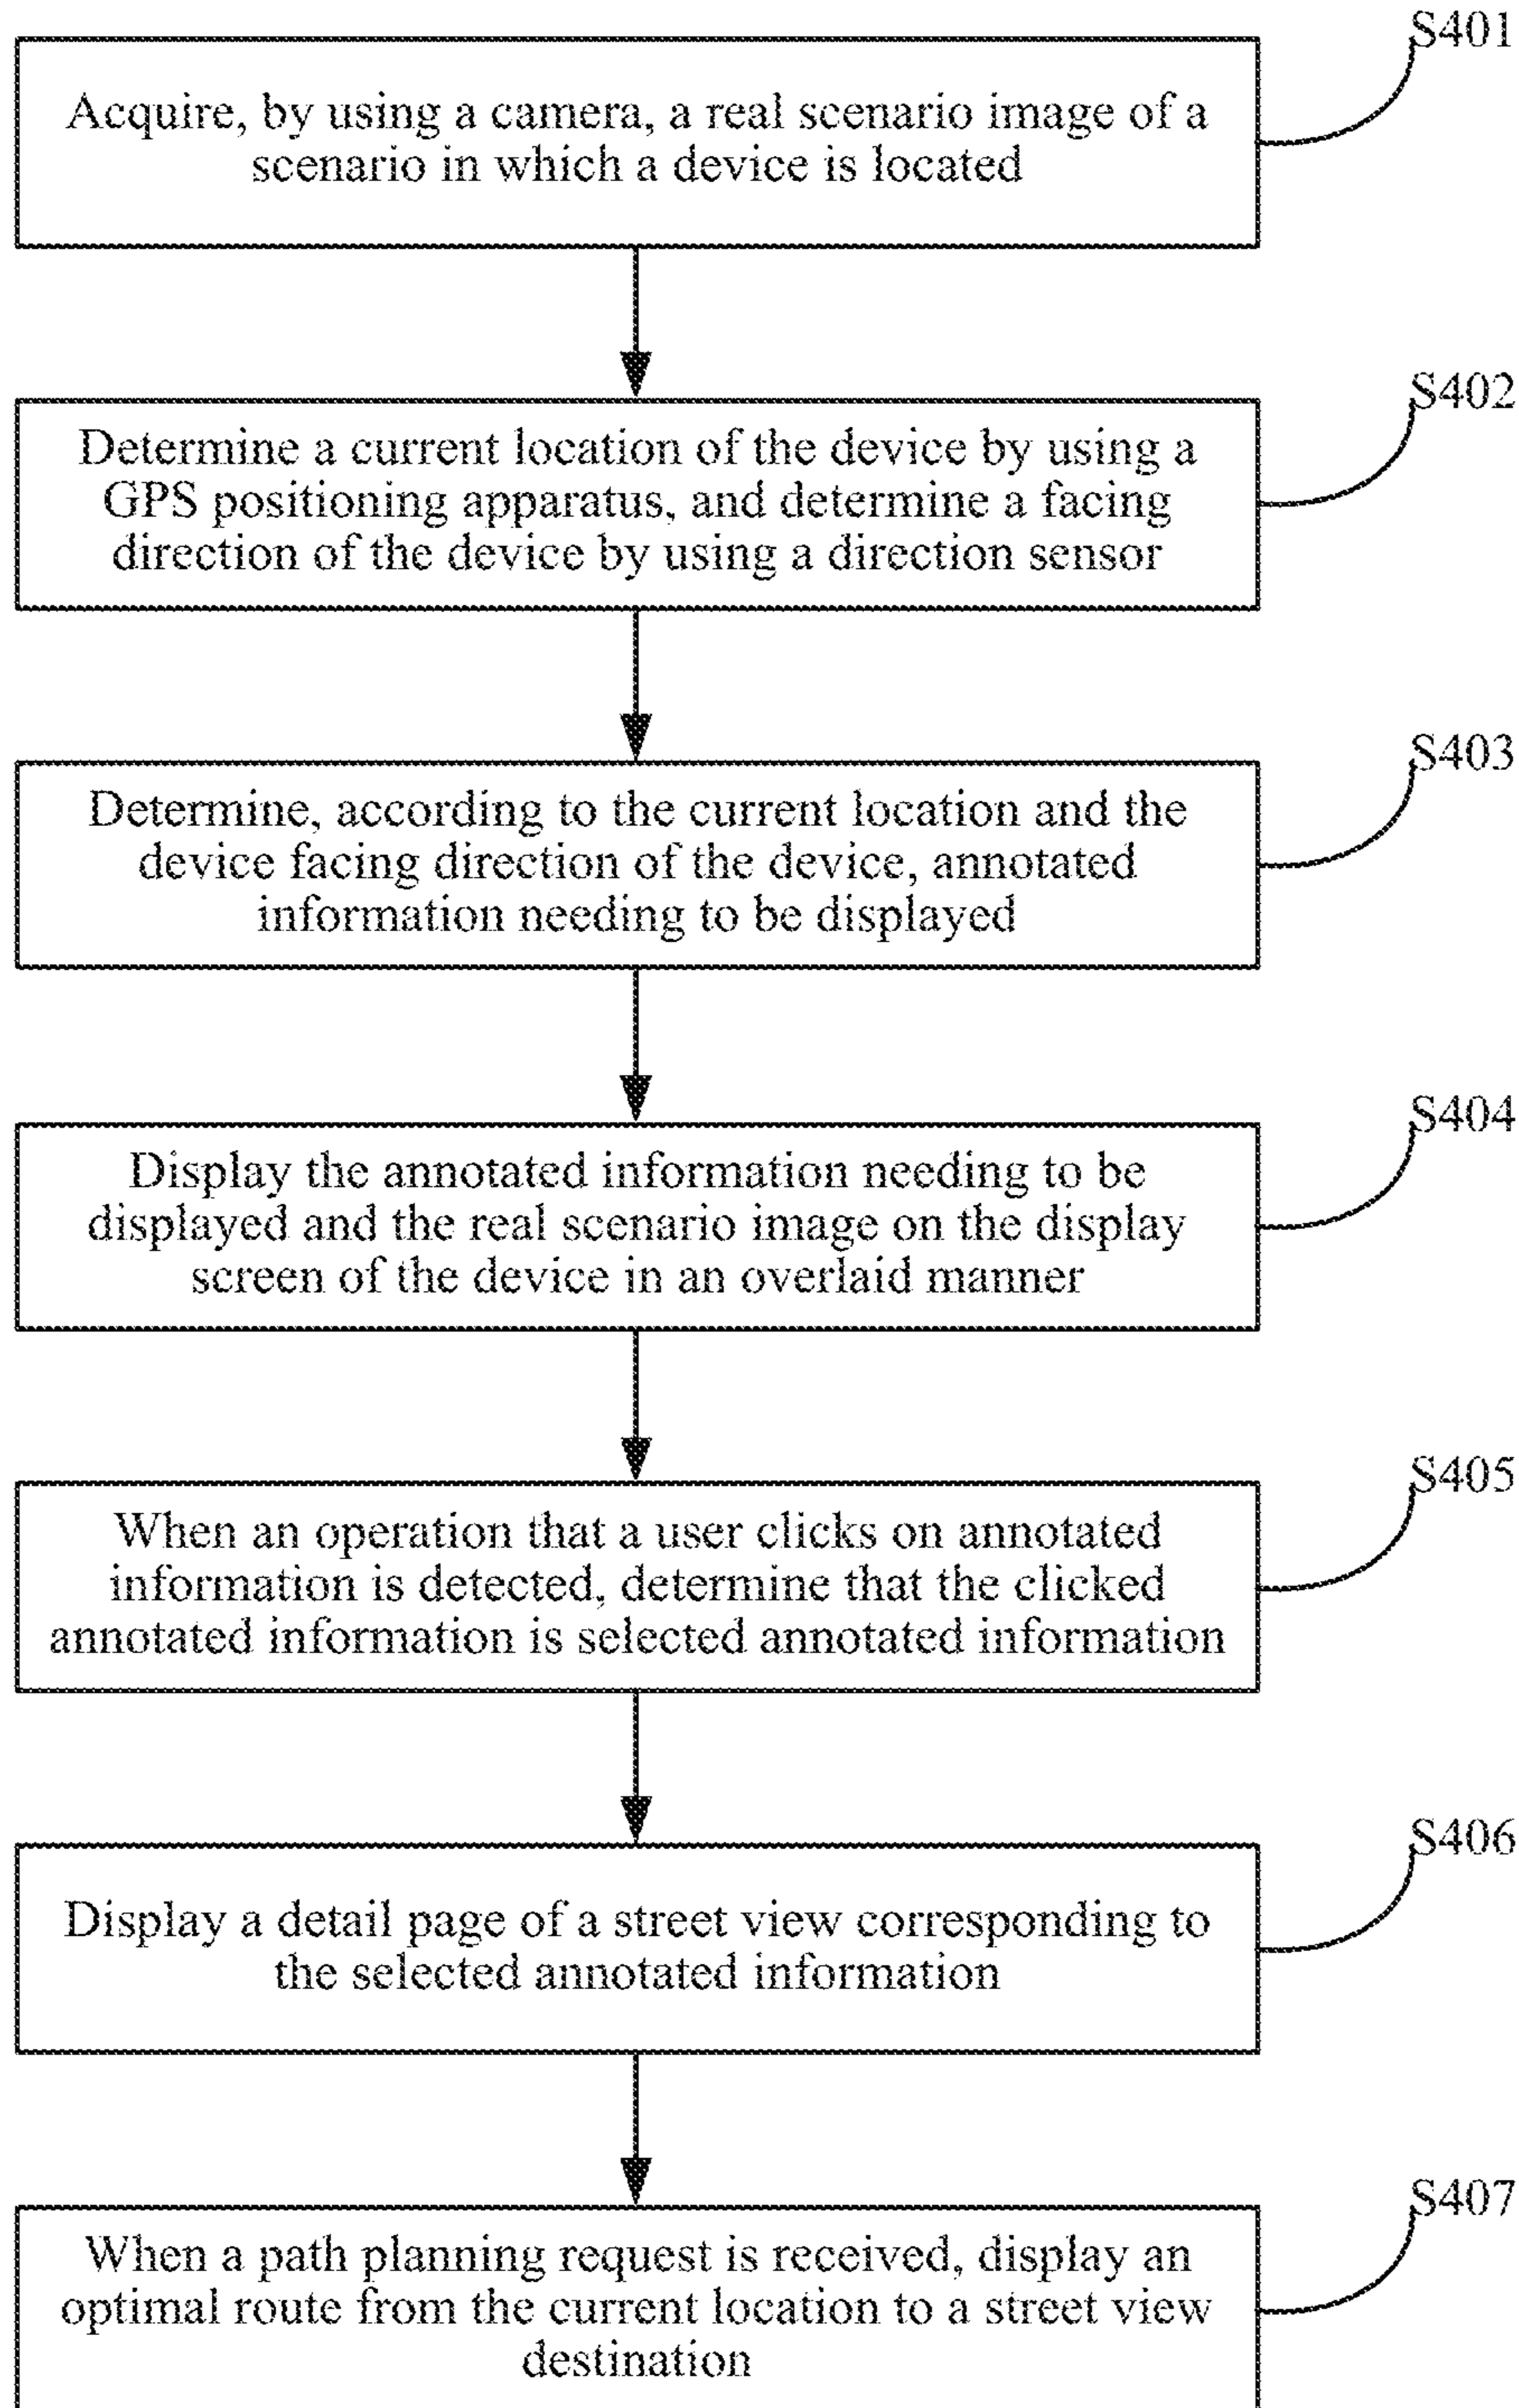 S401
Acquire, by using a camera, a real scenario image of a
scenario in which a device is located
S402
Determine a current location of the device by using a
GPS positioning apparatus, and determine a facing
direction of the device by using a direction sensor
S403
Determine, according to the current location and the
device facing direction of the device, annotated
information needing to be displayed
S404
Display the annotated information needing to be
displayed and the real scenario image on the display
screen of the device in an overlaid manner
S405
When an operation that a user clicks on annotated
information is detected, determine that the clicked
annotated information is selected annotated information
S406
Display a detail page of a street view corresponding to
the selected annotated information
S407
When a path planning request is received, display an
optimal route from the current location to a street view
destination